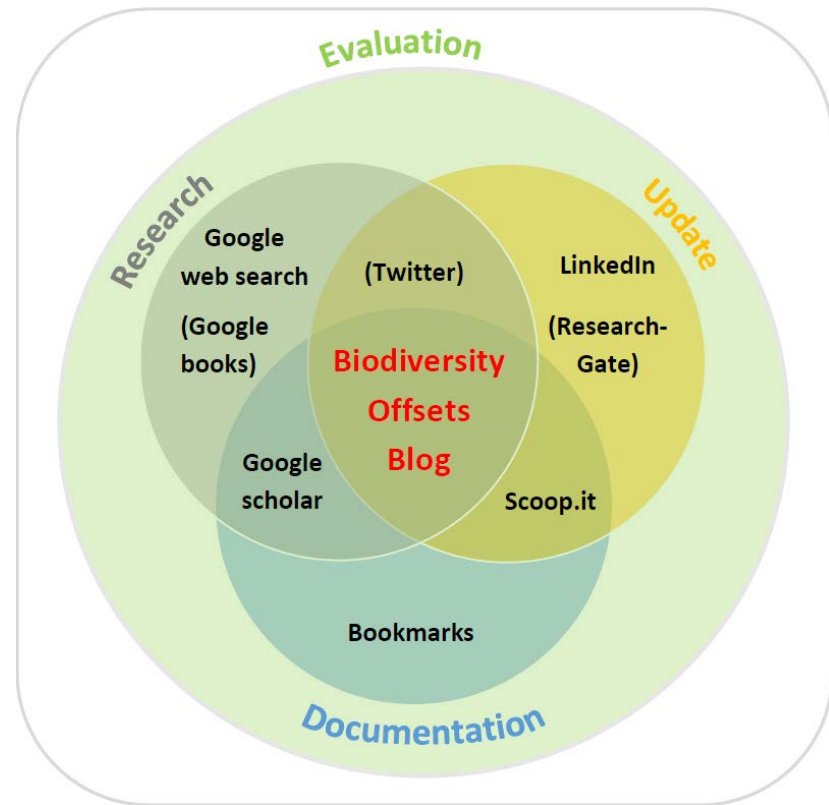 Evaluation
Research
Update
Google
web search
(Google
books)
(Twitter)
LinkedIn
(Research-
Gate)
Biodiversity
Offsets
Blog
Google
scholar
Scoop.it
Bookmarks
Documentation